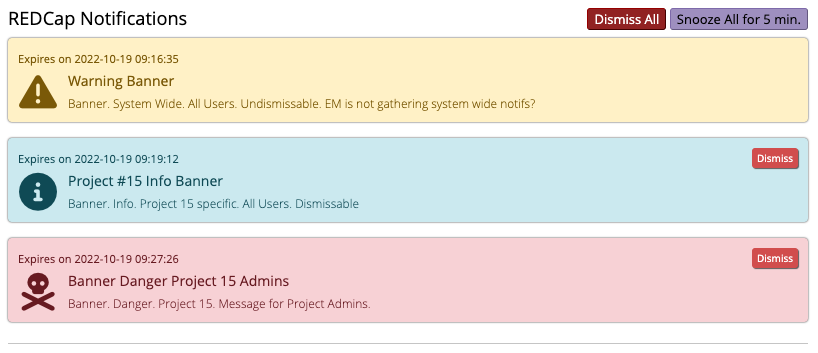 REDCap Notifications
Dismiss All
Snooze All for 5 min.
Expires on 2022-10-19 09:16:35
Warning Banner
Banner. System Wide. All Users. Undismissable. EM is not gathering system wide notifs?
Expires on 2022-10-19 09:19:12
Dismiss
Project #15 Info Banner
Banner. Info. Project 15 specific. All Users. Dismissable
Expires on 2022-10-19 09:27:26
Dismiss
Banner Danger Project 15 Admins
Banner. Danger. Project 15. Message for Project Admins.